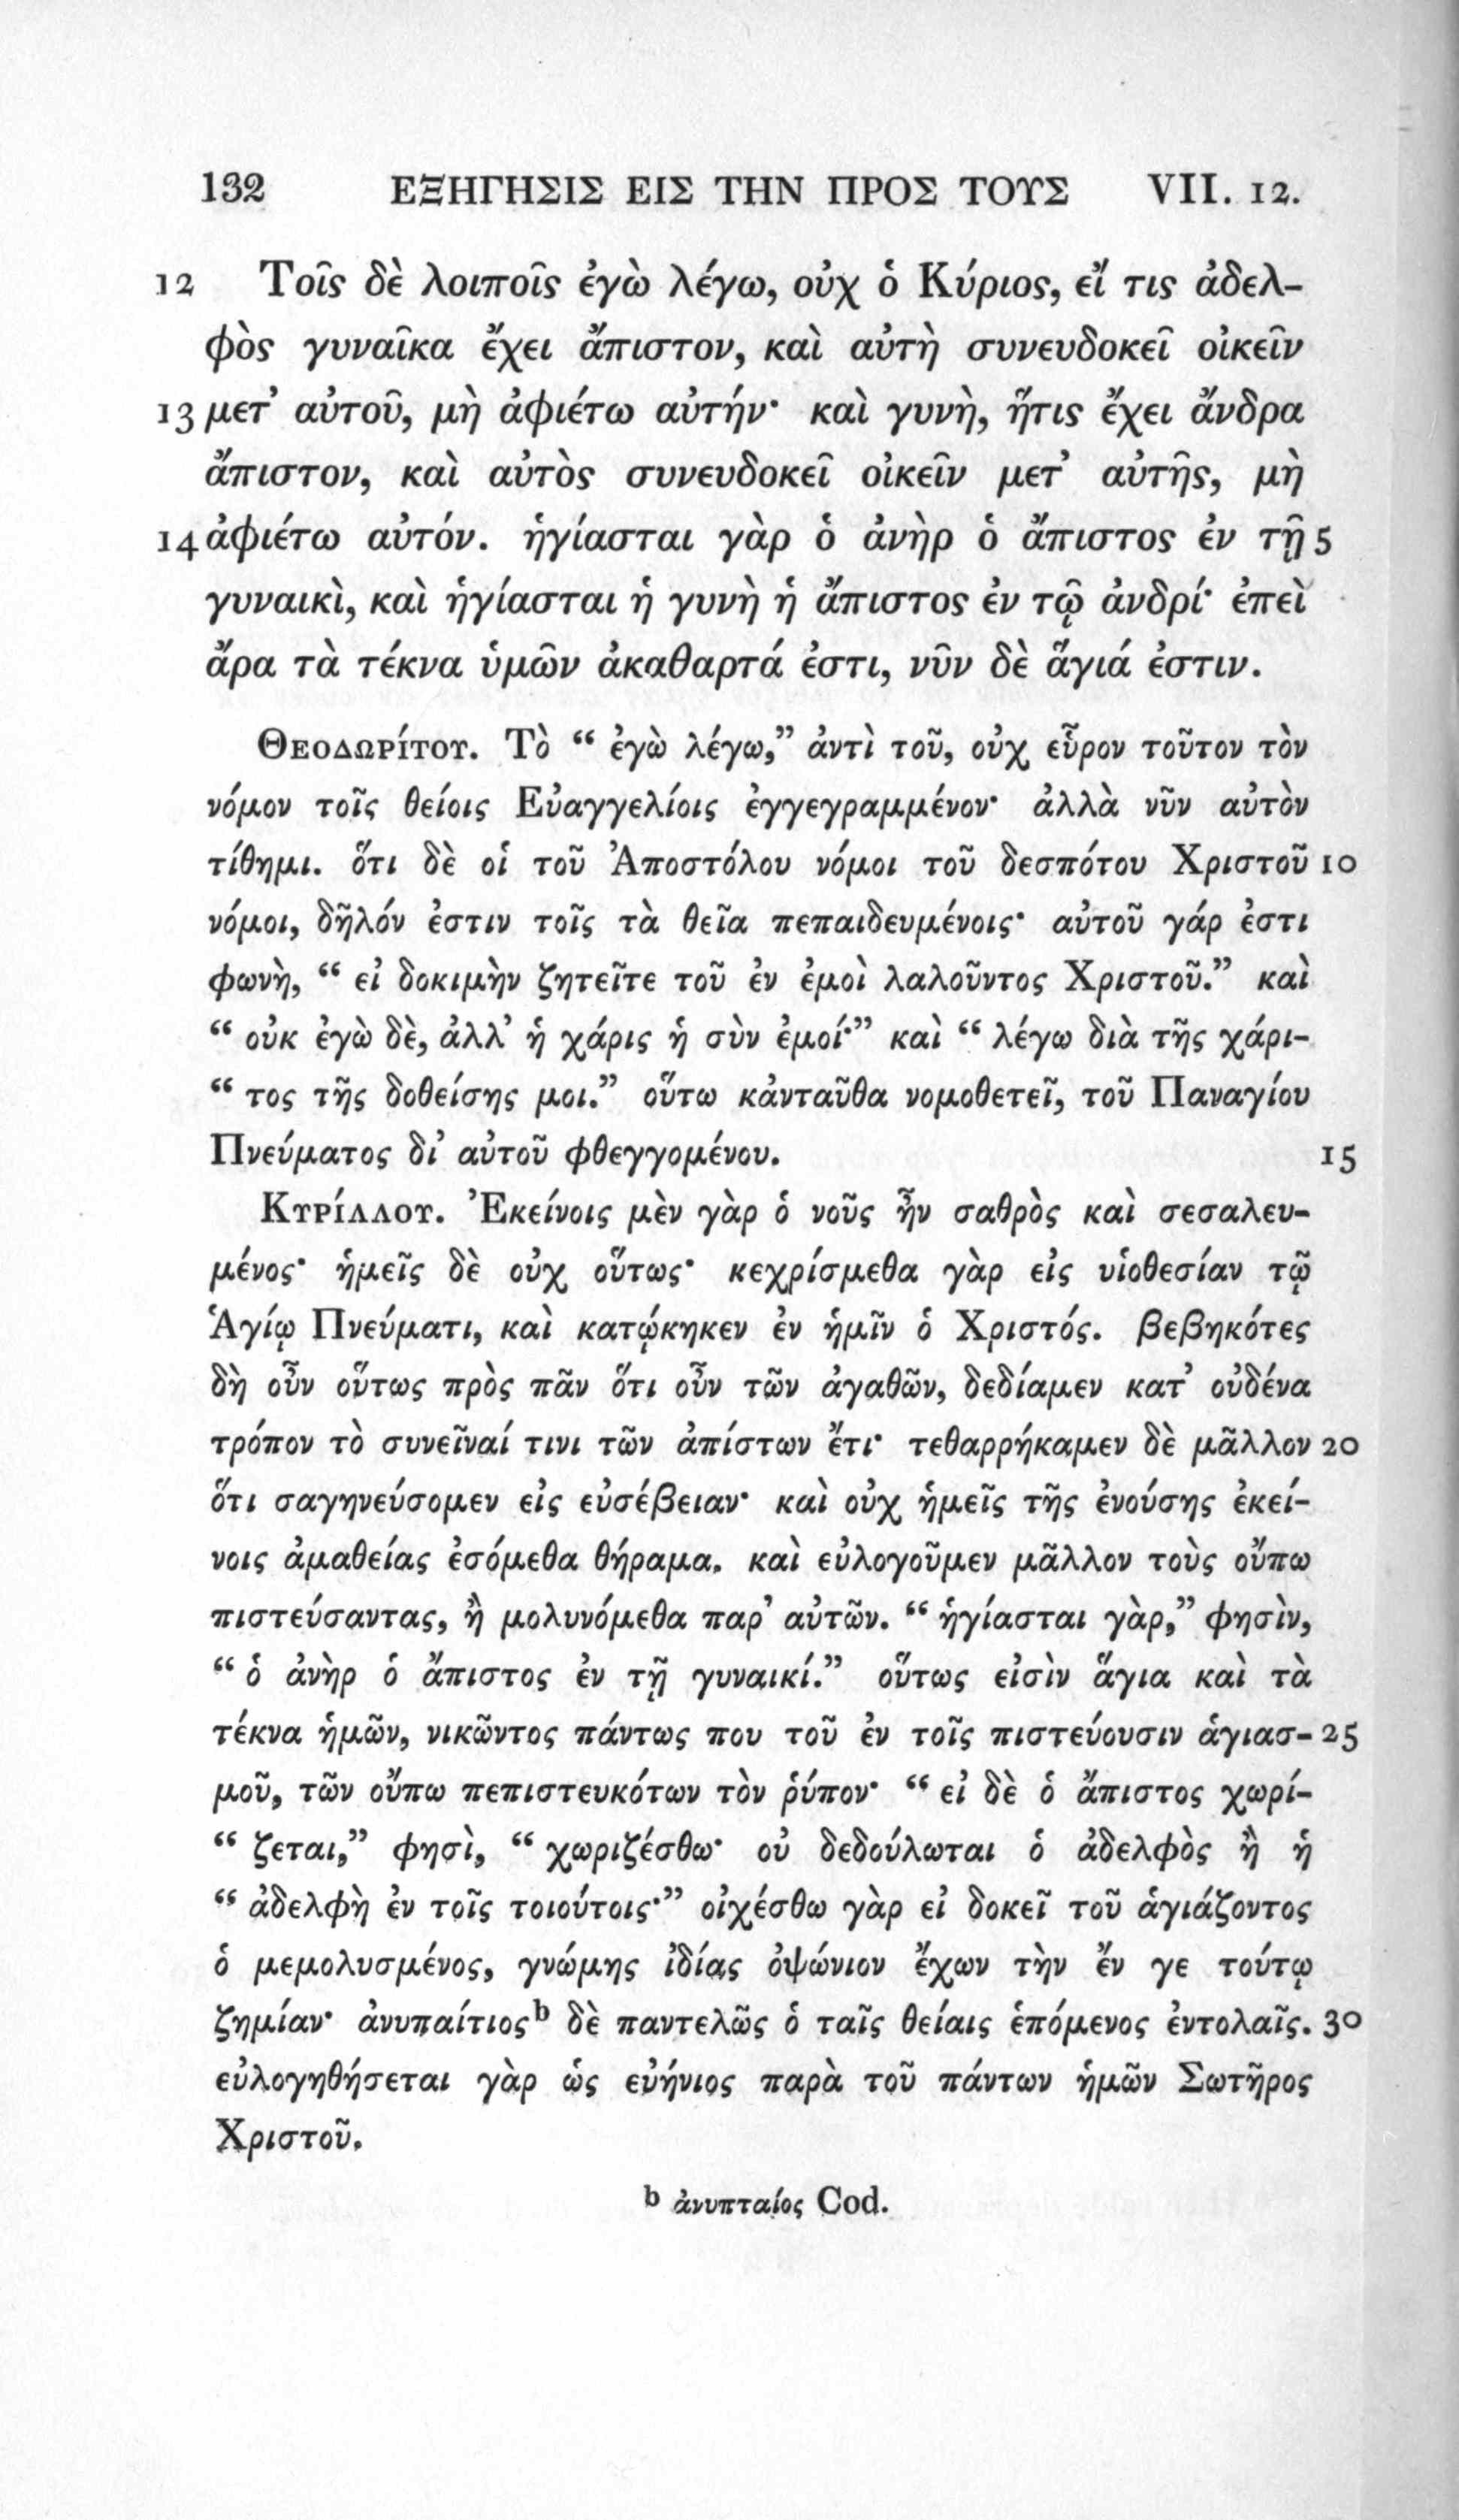 132 ΕΞΗΓΗΣΙΣ ΕΙΣ ΤΗΝ ΠΡΟΣ ΤΟΥΣ VII. 12.
12 Τοῖς δὲ λοιποῖς ἐγὼ λέγω, οὐχ ὁ Κύριος, εἴ τις ἀδελ-
φὸς γυναῖκα ἔχει ἄπιστον, καὶ αὐτὴ συνευδοκεῖ οἰκεῖν
13 μετ’ αὐτοῦ, μὴ ἀφιέτω αὐτήν· καὶ γυνὴ, ἥτις ἔχει ἄνδρα
ἄπιστον, καὶ αὐτὸς συνευδοκεῖ οἰκεῖν μετ’ αὐτῆς, μὴ
14 ἀφιέτω αὐτόν. ἡγίασται γὰρ ὁ ἀνὴρ ὁ ἄπιστος ἐν τῇ 5
γυναικὶ, καὶ ἡγίασται ἡ γυνὴ ἡ ἄπιστος ἐν τῷ ἀνδρί· ἐπεὶ
ἄρα τὰ τέκνα ὑμῶν ἀκαθαρτά ἐστι, νῦν δὲ ἅγιά ἐστιν.
Θεοδωρίτου. Τὸ “ ἐγὼ λέγω,” ἀντὶ τοῦ, οὐχ εὗρον τοῦτον τὸν
νόμον τοῖς θείοις Εὐαγγελίοις ἐγγεγραμμένον· ἀλλὰ νῦν αὐτὸν
τίθημι. ὅτι δὲ οἱ τοῦ Ἀποστόλου νόμοι τοῦ δεσπότου Χριστοῦ 10
νόμοι, δῆλόν ἐστιν τοῖς τὰ θεῖα πεπαιδευμένοις· αὐτοῦ γάρ ἐστι
φωνὴ, “ εἰ δοκιμὴν ζητεῖτε τοῦ ἐν ἐμοὶ λαλοῦντος Χριστοῦ.” καὶ
“ οὐκ ἐγὼ δὲ, ἀλλ’ ἡ χάρις ἡ σὺν ἐμοί·” καὶ “ λέγω διὰ τῆς χάρι-
“ τος τῆς δοθείσης μοι.” οὕτω κἀνταῦθα νομοθετεῖ, τοῦ Παναγίου
Πνεύματος δι’ αὐτοῦ φθεγγομένου. 15
Κυρίλλου. Ἐκείνοις μὲν γὰρ ὁ νοῦς ἦν σαθρὸς καὶ σεσαλευ-
μένος· ἡμεῖς δὲ οὐχ οὕτως· κεχρίσμεθα γὰρ εἰς υἱοθεσίαν τῷ
Ἁγίῳ Πνεύματι, καὶ κατῴκηκεν ἐν ἡμῖν ὁ Χριστός. βεβηκότες
δὴ οὖν οὕτως πρὸς πᾶν ὅτι οὖν τῶν ἀγαθῶν, δεδίαμεν κατ’ οὐδένα
τρόπον τὸ συνεῖναί τινι τῶν ἀπίστων ἔτι· τεθαρρήκαμεν δὲ μᾶλλον 20
ὅτι σαγηνεύσομεν εἰς εὐσέβειαν· καὶ οὐχ ἡμεῖς τῆς ἐνούσης ἐκεί-
νοις ἀμαθείας ἐσόμεθα θήραμα. καὶ εὐλογοῦμεν μᾶλλον τοὺς οὔπω
πιστεύσαντας, ἢ μολυνόμεθα παρ’ αὐτῶν. “ ἡγίασται γὰρ,” φησὶν,
“ ὁ ἀνὴρ ὁ ἄπιστος ἐν τῇ γυναικί.” οὕτως εἰσὶν ἅγια καὶ τὰ
τέκνα ἡμῶν, νικῶντος πάντως που τοῦ ἐν τοῖς πιστεύουσιν ἁγιασ- 25
μοῦ, τῶν οὔπω πεπιστευκότων τὸν ῥύπον· “ εἰ δὲ ὁ ἄπιστος χωρί-
“ ζεται,” φησὶ, “ χωριζέσθω· οὐ δεδούλωται ὁ ἀδελφὸς ἢ ἡ
“ ἀδελφὴ ἐν τοῖς τοιούτοις·” οἰχέσθω γὰρ εἰ δοκεῖ τοῦ ἁγιάζοντος
ὁ μεμολυσμένος, γνώμης ἰδίας ὀψώνιον ἔχων τὴν ἔν γε τούτῳ
ζημίαν· ἀνυπαίτιος b δὲ παντελῶς ὁ ταῖς θείαις ἑπόμενος ἐντολαῖς. 30
εὐλογηθήσεται γὰρ ὡς εὐήνιος παρὰ τοῦ πάντων ἡμῶν Σωτῆρος
Χριστοῦ.
b ἀνυπταίος Cod.